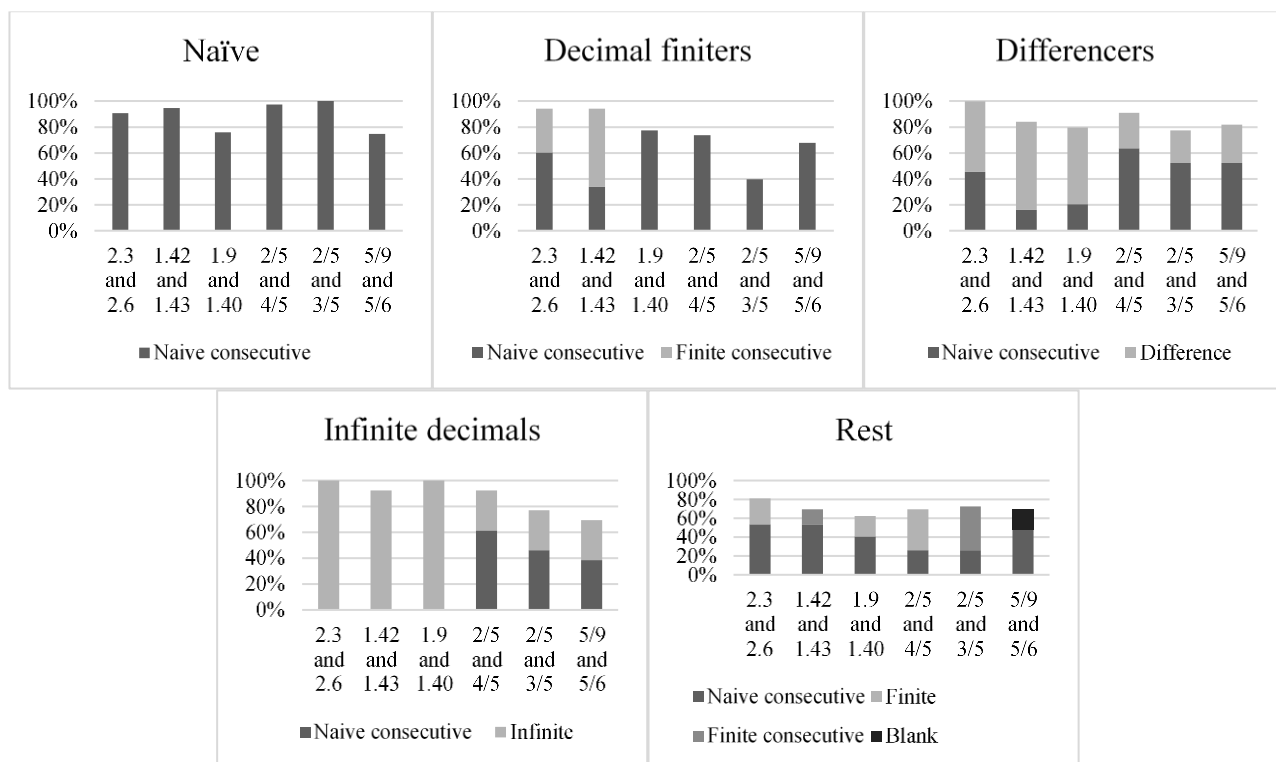 Naïve
100%
80%
60%
40%
20%
0%
2.3 and 2.6
1.42 and 1.43
1.9 and 1.40
2/5 and 4/5
2/5 and 3/5
5/9 and 5/6
Naive consecutive
Decimal finiters
100%
80%
60%
40%
20%
0%
2.3 and 2.6
1.42 and 1.43
1.9 and 1.40
2/5 and 4/5
2/5 and 3/5
5/9 and 5/6
Naive consecutive Finite consecutive
Differencers
100%
80%
60%
40%
20%
0%
2.3 and 2.6
1.42 and 1.43
1.9 and 1.40
2/5 and 4/5
2/5 and 3/5
5/9 and 5/6
Naive consecutive Difference
Infinite decimals
100%
80%
60%
40%
20%
0%
2.3 and 2.6
1.42 and 1.43
1.9 and 1.40
2/5 and 4/5
2/5 and 3/5
5/9 and 5/6
Naive consecutive Infinite
Rest
100%
80%
60%
40%
20%
0%
2.3 and 2.6
1.42 and 1.43
1.9 and 1.40
2/5 and 4/5
2/5 and 3/5
5/9 and 5/6
Naive consecutive Finite
Finite consecutive Blank